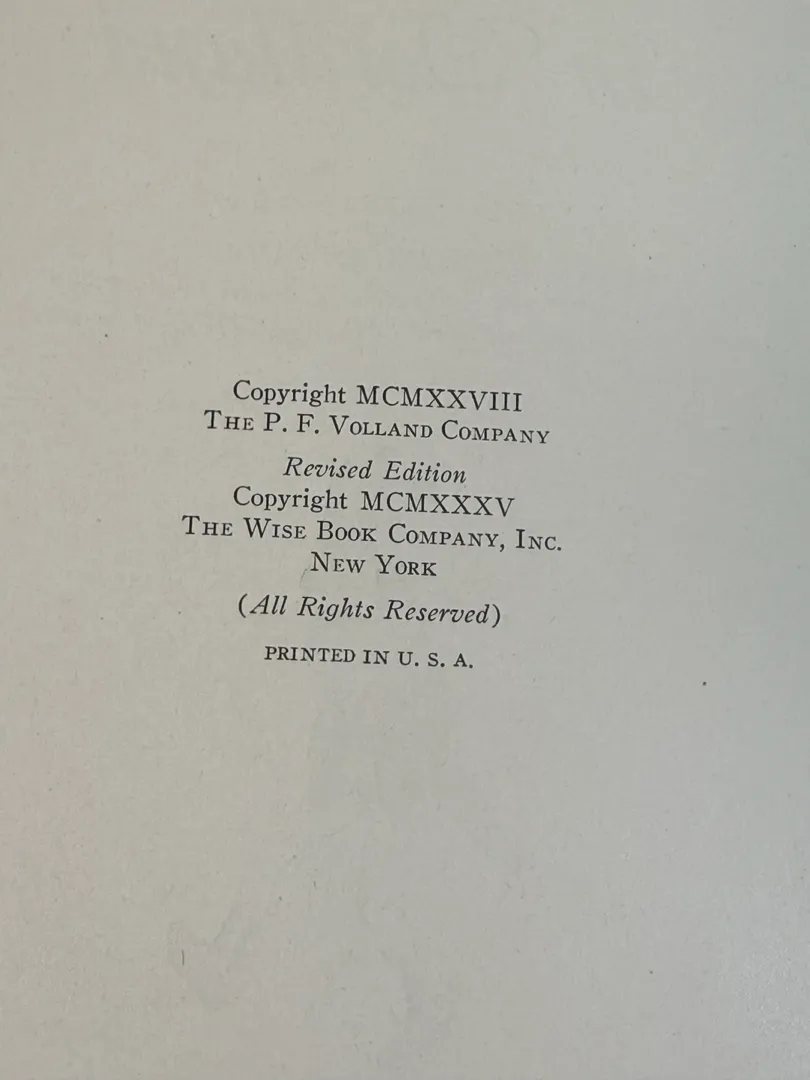 Copyright MCMXXVIII
The P. F. Volland Company
Revised Edition
Copyright MCMXXXV
The Wise Book Company, Inc.
New York
(All Rights Reserved)
PRINTED IN U. S. A.